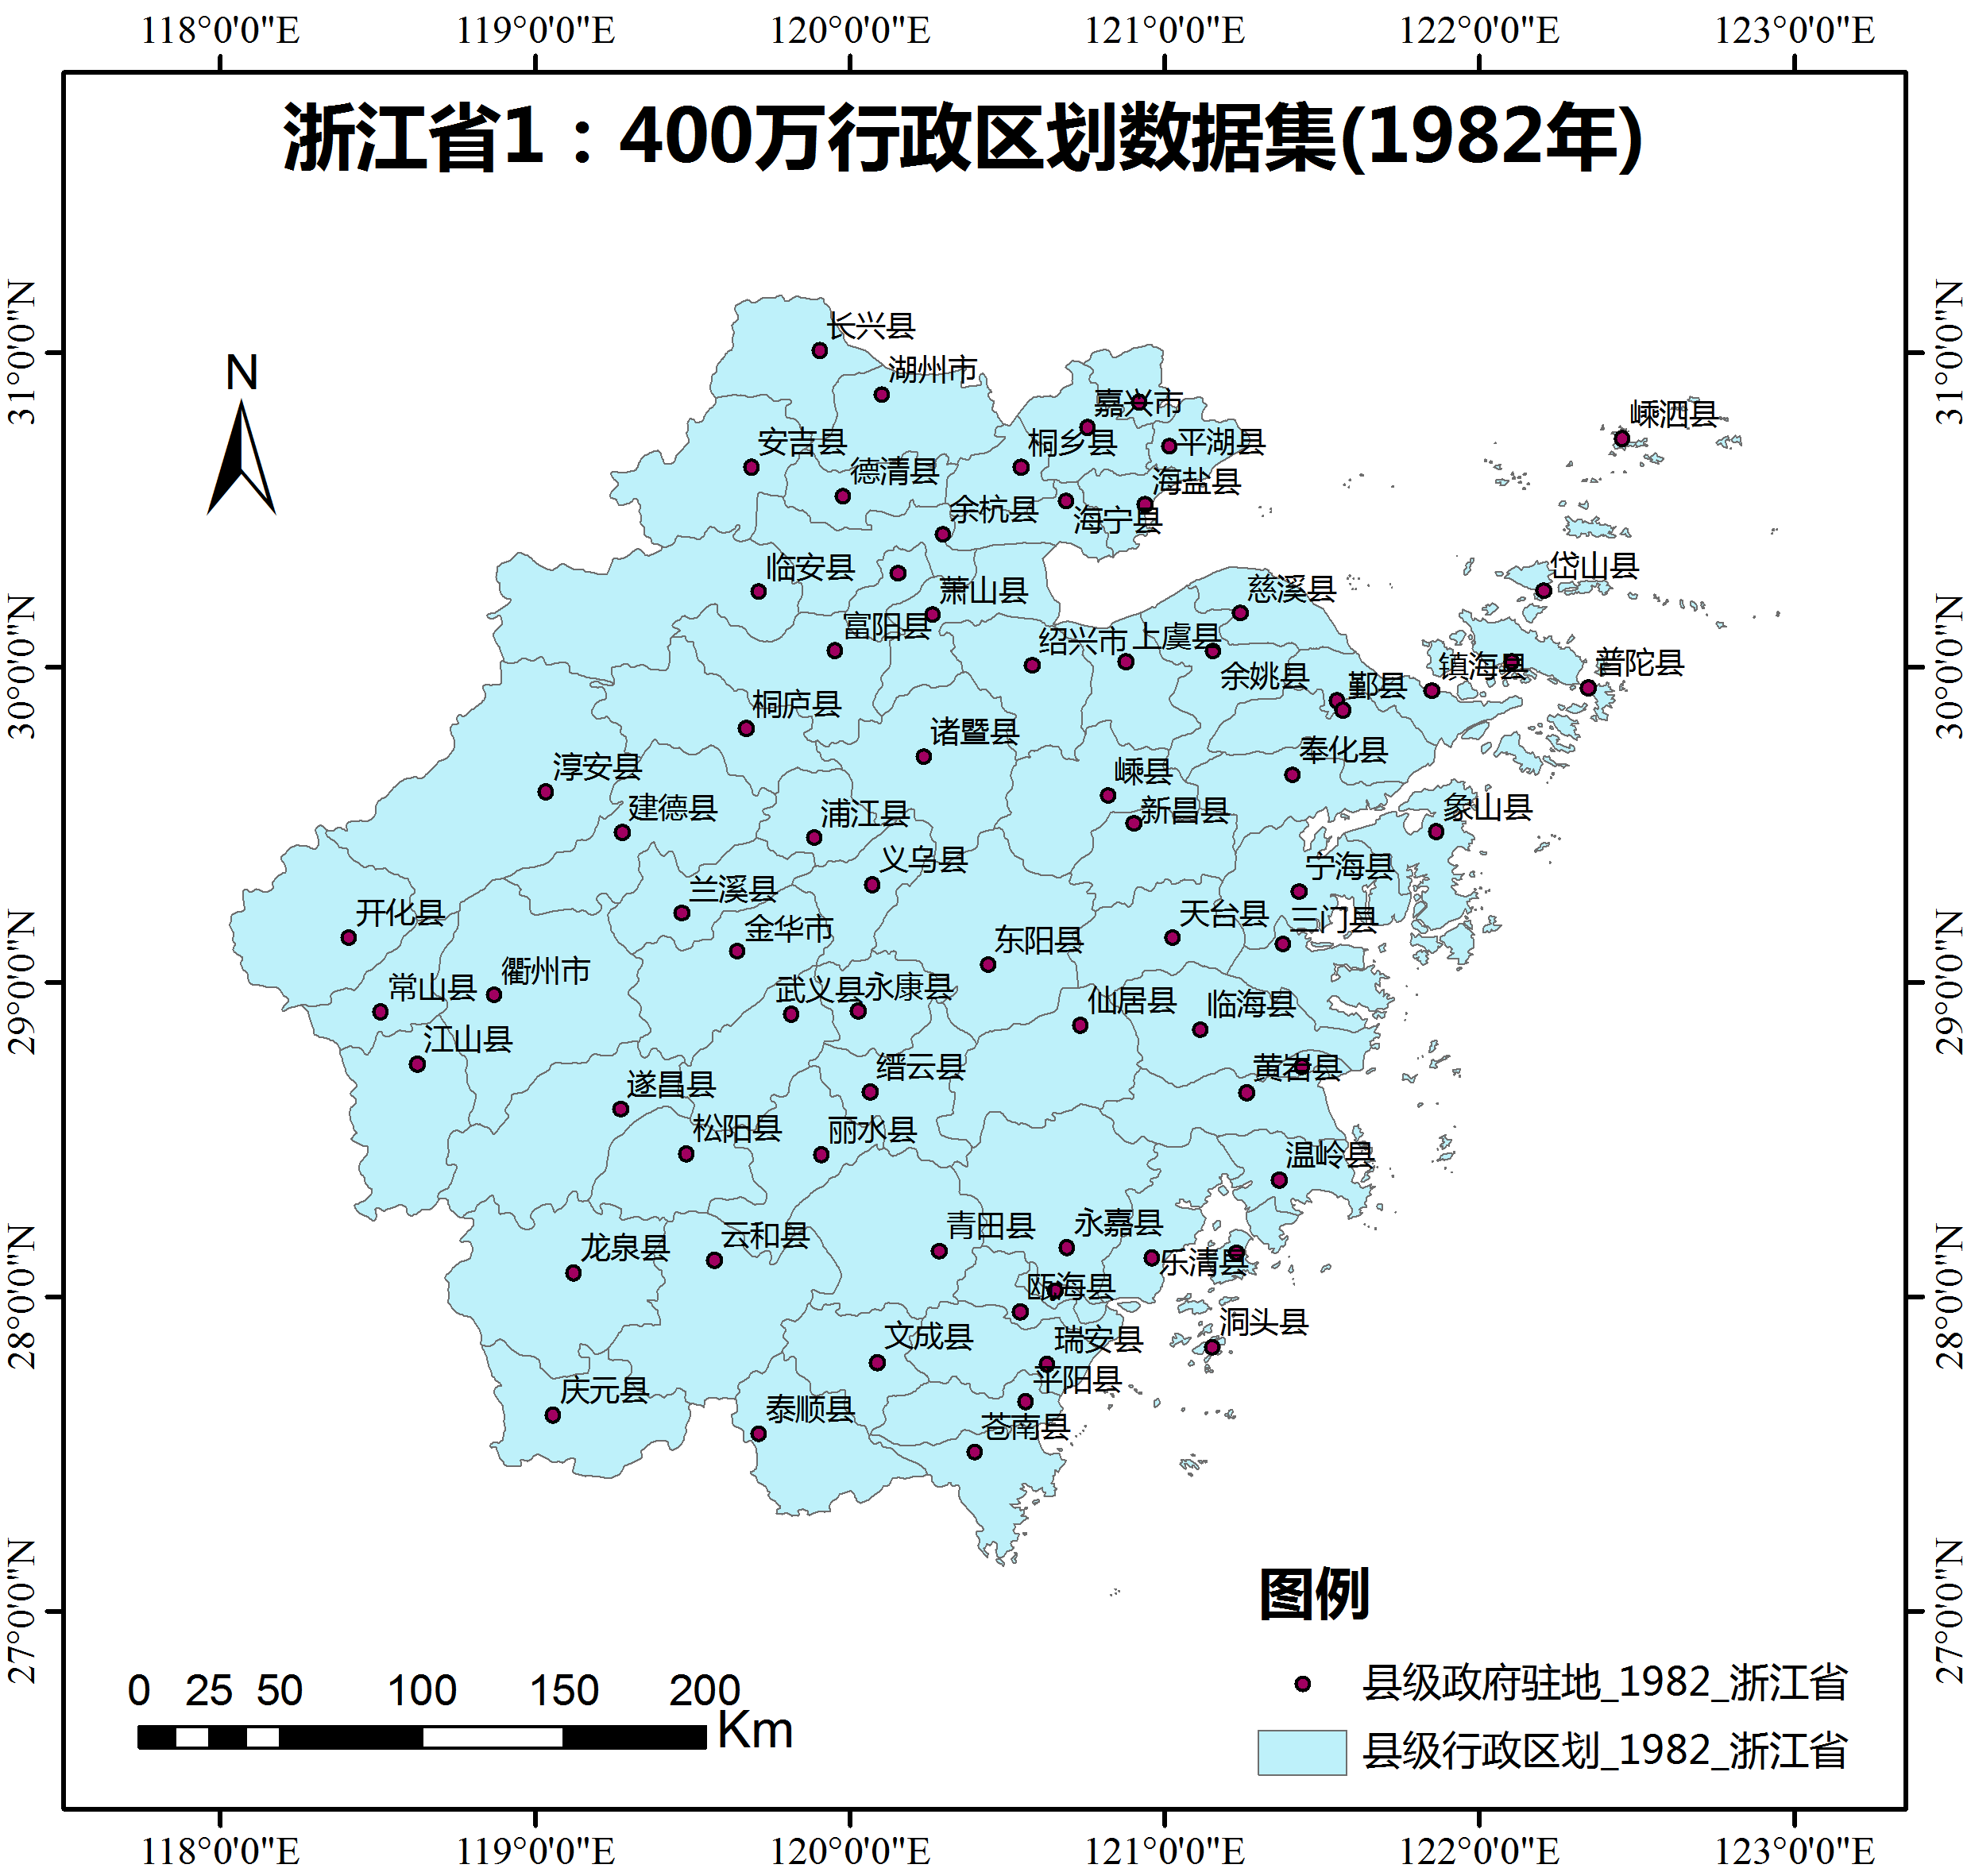 118°0'0"E 119°0'0"E 120°0'0"E 121°0'0"E 122°0'0"E 123°0'0"E
浙江省1：400万行政区划数据集(1982年)
31°0'0"N
30°0'0"N
29°0'0"N
28°0'0"N
27°0'0"N
31°0'0"N
30°0'0"N
29°0'0"N
28°0'0"N
27°0'0"N
N
长兴县
湖州市
嘉兴市
嵊泗县
安吉县
桐乡县
平湖县
德清县
海盐县
余杭县
海宁县
临安县
岱山县
萧山县
慈溪县
富阳县
绍兴市
上虞县
余姚县
镇海县
普陀县
鄞县
桐庐县
诸暨县
奉化县
淳安县
嵊县
建德县
浦江县
新昌县
象山县
义乌县
宁海县
兰溪县
开化县
金华市
天台县
三门县
东阳县
衢州市
常山县
武义县
永康县
仙居县
临海县
江山县
缙云县
黄岩县
遂昌县
松阳县
丽水县
温岭县
青田县
永嘉县
云和县
龙泉县
乐清县
瓯海县
洞头县
文成县
瑞安县
平阳县
庆元县
泰顺县
苍南县
图例
县级政府驻地_1982_浙江省
县级行政区划_1982_浙江省
0 25 50 100 150 200
Km
118°0'0"E 119°0'0"E 120°0'0"E 121°0'0"E 122°0'0"E 123°0'0"E